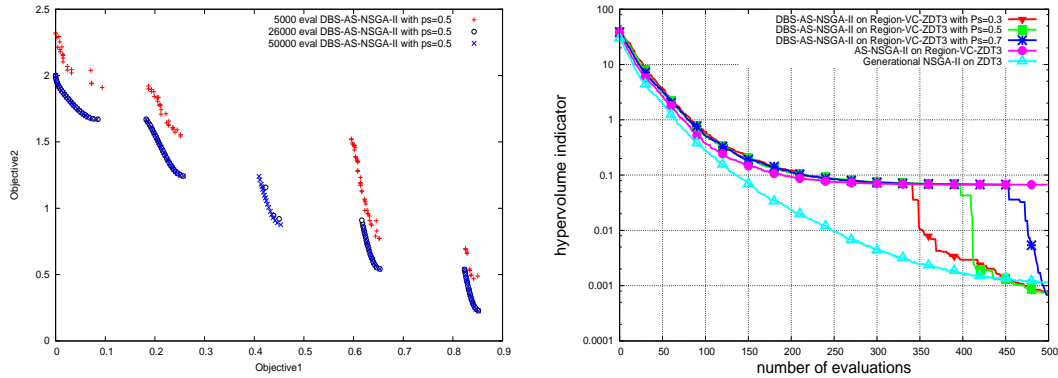 5000 eval DBS-AS-NSGA-II with ps=0.5
26000 eval DBS-AS-NSGA-II with ps=0.5
50000 eval DBS-AS-NSGA-II with ps=0.5
2.5
2
1.5
1
0.5
0
Objective2
0 0.1 0.2 0.3 0.4 0.5 0.6 0.7 0.8 0.9
Objective1
DBS-AS-NSGA-II on Region-VC-ZDT3 with Ps=0.3
DBS-AS-NSGA-II on Region-VC-ZDT3 with Ps=0.5
DBS-AS-NSGA-II on Region-VC-ZDT3 with Ps=0.7
AS-NSGA-II on Region-VC-ZDT3
Generational NSGA-II on ZDT3
100
10
1
0.1
0.01
0.001
0.0001
hypervolume indicator
0 50 100 150 200 250 300 350 400 450 500
number of evaluations